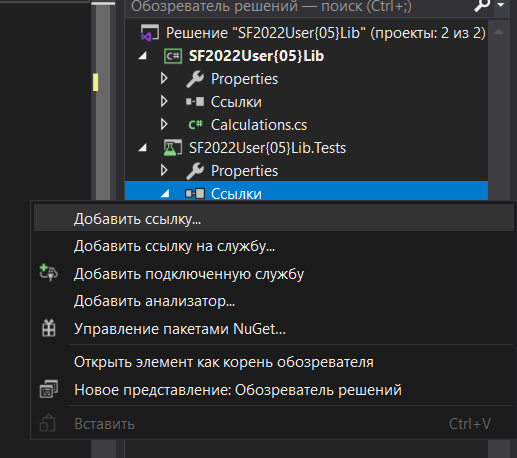 Обозреватель решений — поиск (Ctrl+;)
Решение "SF2022User{05}Lib" (проекты: 2 из 2)
SF2022User{05}Lib
Properties
Ссылки
Calculations.cs
SF2022User{05}Lib.Tests
Properties
Ссылки
Добавить ссылку...
Добавить ссылку на службу...
Добавить подключенную службу
Добавить анализатор...
Управление пакетами NuGet...
Открыть элемент как корень обозревателя
Новое представление: Обозреватель решений
Вставить Ctrl+V